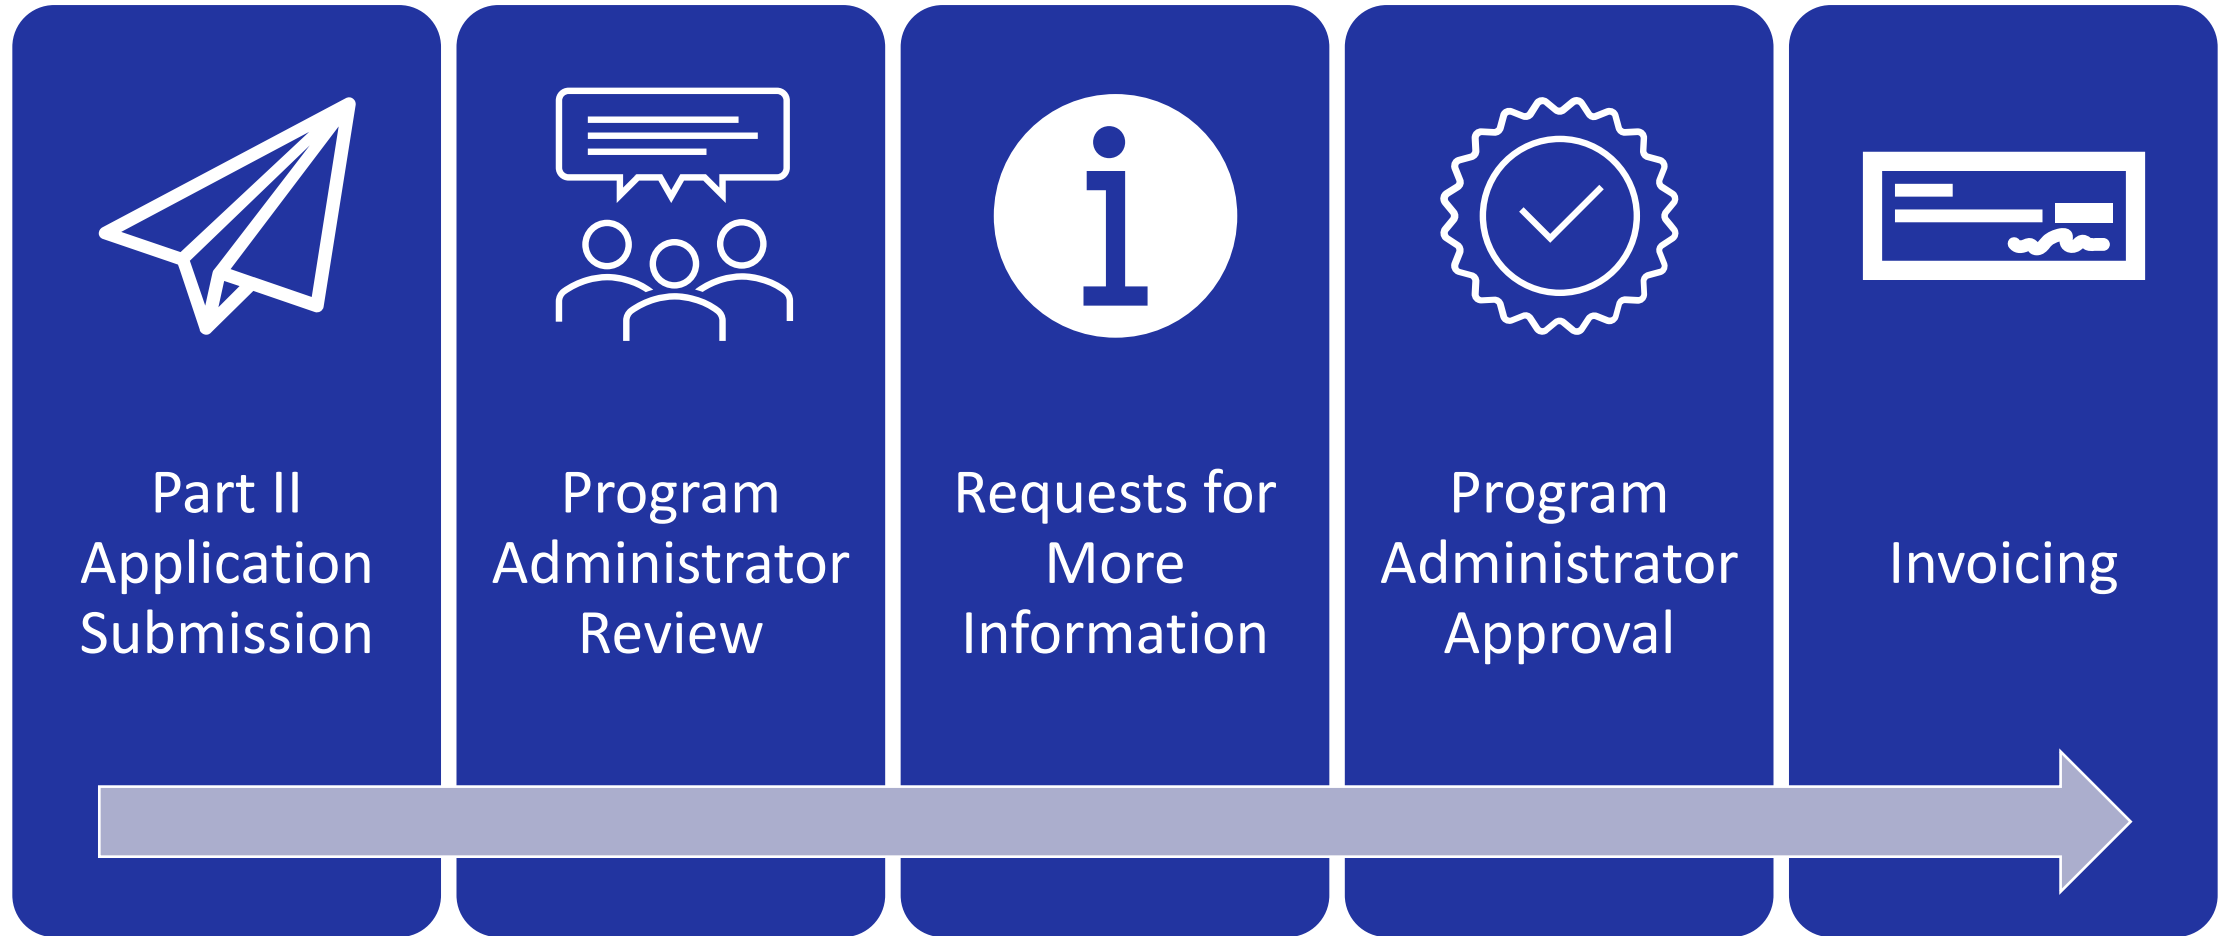 Part II
Application
Submission
Program
Administrator
Review
Requests for
More
Information
Program
Administrator
Approval
Invoicing